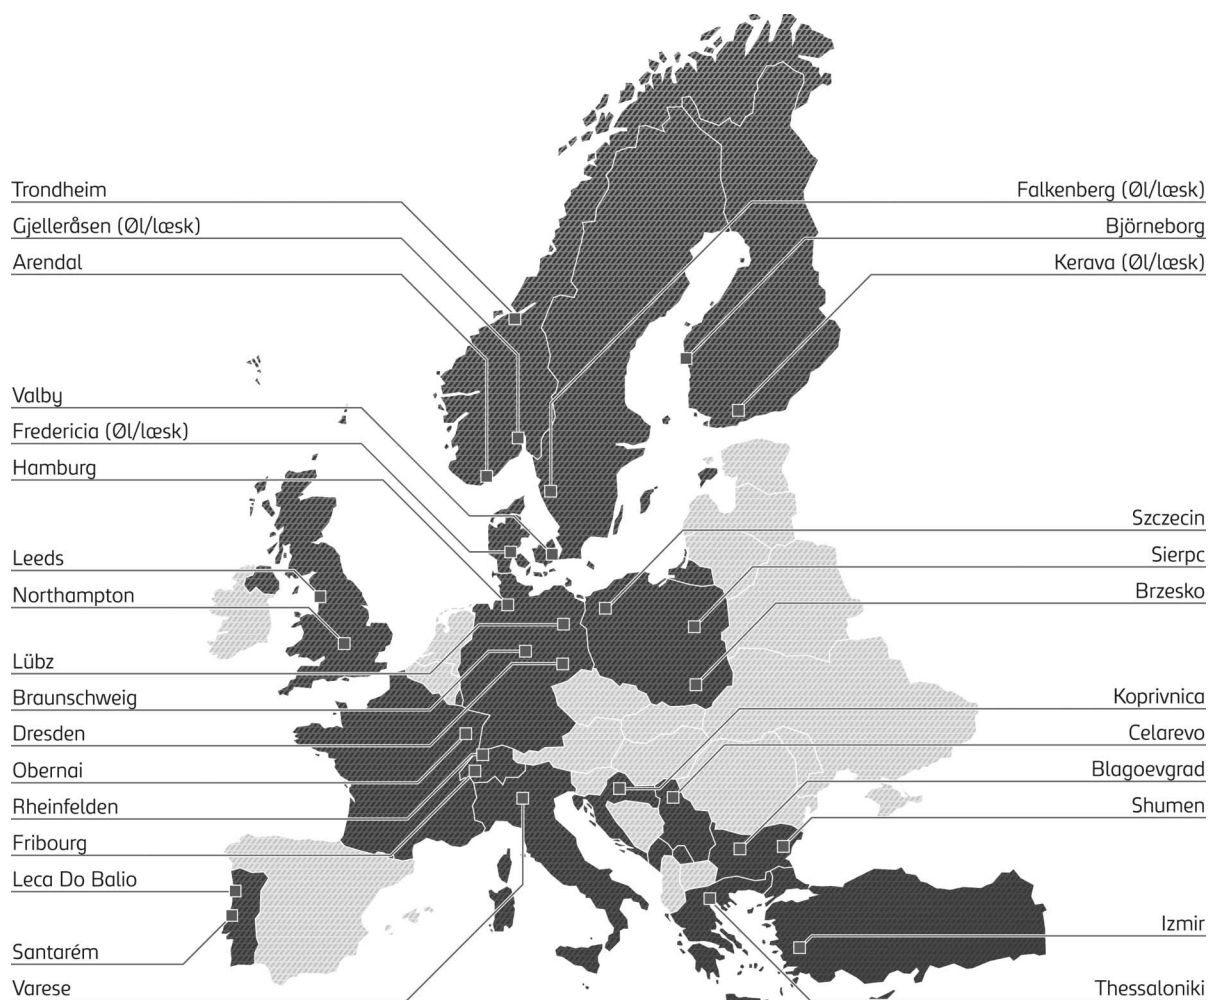 Trondheim
Gjelleråsen (Øl/læsk)
Arendal
Valby
Fredericia (Øl/læsk)
Hamburg
Leeds
Northampton
Lübz
Braunschweig
Dresden
Obernai
Rheinfelden
Fribourg
Leca Do Balio
Santarém
Varese
Falkenberg (Øl/læsk)
Björneborg
Kerava (Øl/læsk)
Szczecin
Sierpc
Brzesko
Koprivnica
Celarevo
Blagoevgrad
Shumen
Izmir
Thessaloniki